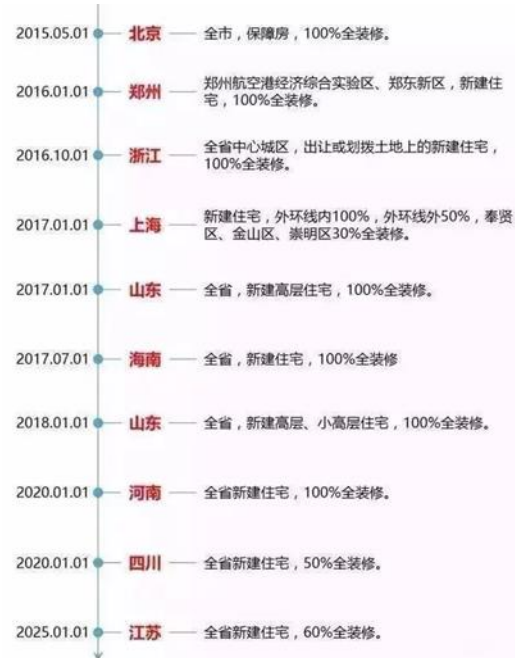 2015.05.01 北京 全市，保障房，100%全装修。
2016.01.01 郑州 郑州航空港经济综合实验区、郑东新区，新建住
宅，100%全装修。
2016.10.01 浙江 全省中心城区，出让或划拨土地上的新建住宅，
100%全装修。
2017.01.01 上海 新建住宅，外环线内100%，外环线外50%，奉贤
区、金山区、崇明区30%全装修。
2017.01.01 山东 全省，新建高层住宅，100%全装修。
2017.07.01 海南 全省，新建住宅，100%全装修
2018.01.01 山东 全省，新建高层、小高层住宅，100%全装修。
2020.01.01 河南 全省新建住宅，100%全装修。
2020.01.01 四川 全省新建住宅，50%全装修。
2025.01.01 江苏 全省新建住宅，60%全装修。